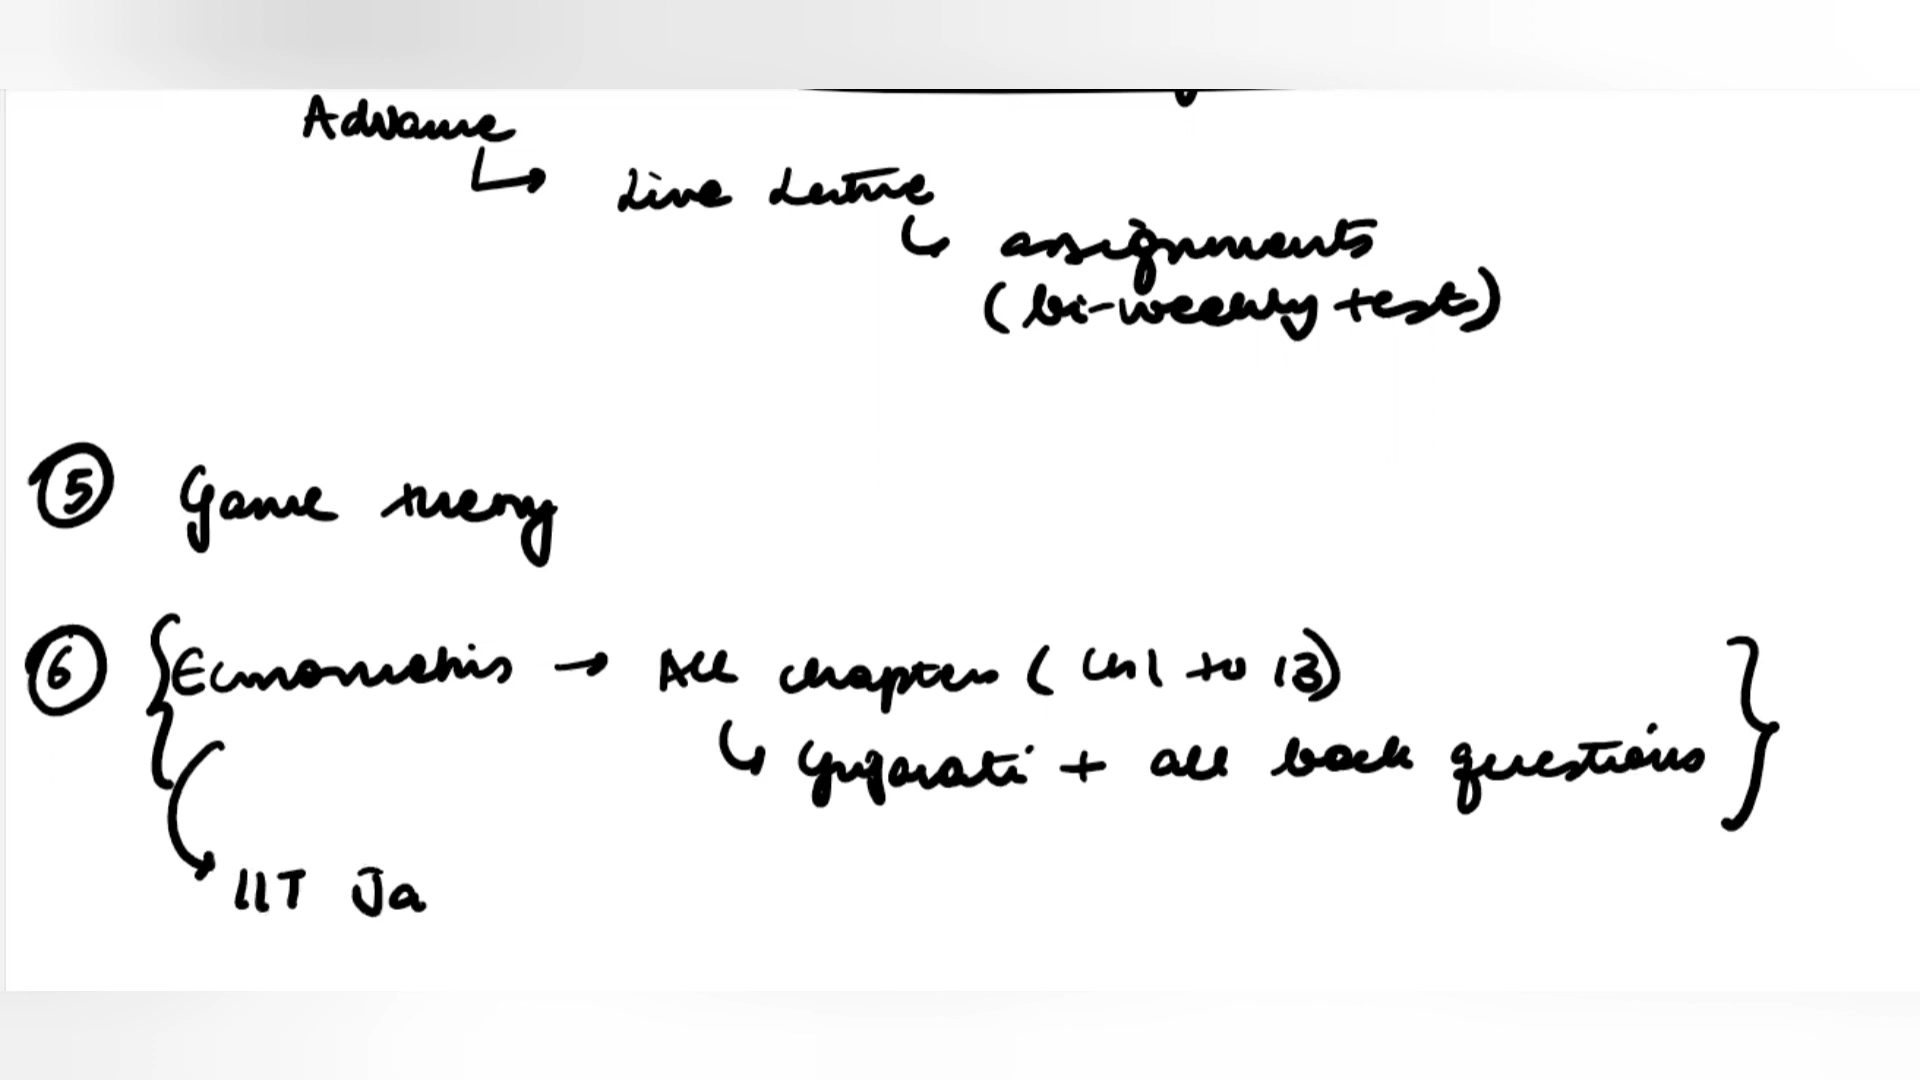 Advance
↳ Live Lecture
↳ assignments
(bi-weekly tests)
⑤ Game theory
⑥ {Econometrics → All chapters (Ch1 to 13)
↳ Gujarati + all back questions}
↳ IIT Ja